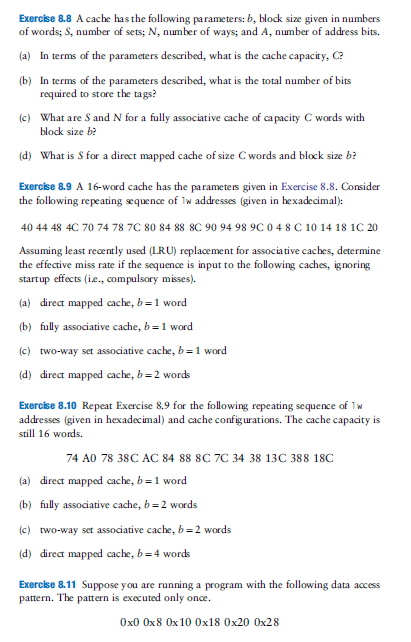 Exercise 8.8 A cache has the following parameters: b, block size given in numbers
of words; S, number of sets; N, number of ways; and A, number of address bits.
(a) In terms of the parameters described, what is the cache capacity, C?
(b) In terms of the parameters described, what is the total number of bits
required to store the tags?
(c) What are S and N for a fully associative cache of capacity C words with
block size b?
(d) What is S for a direct mapped cache of size C words and block size b?
Exercise 8.9 A 16-word cache has the parameters given in Exercise 8.8. Consider
the following repeating sequence of lw addresses (given in hexadecimal):
40 44 48 4C 70 74 78 7C 80 84 88 8C 90 94 98 9C 0 4 8 C 10 14 18 1C 20
Assuming least recently used (LRU) replacement for associative caches, determine
the effective miss rate if the sequence is input to the following caches, ignoring
startup effects (i.e., compulsory misses).
(a) direct mapped cache, b = 1 word
(b) fully associative cache, b = 1 word
(c) two-way set associative cache, b = 1 word
(d) direct mapped cache, b = 2 words
Exercise 8.10 Repeat Exercise 8.9 for the following repeating sequence of lw
addresses (given in hexadecimal) and cache configurations. The cache capacity is
still 16 words.
74 A0 78 38C AC 84 88 8C 7C 34 38 13C 388 18C
(a) direct mapped cache, b = 1 word
(b) fully associative cache, b = 2 words
(c) two-way set associative cache, b = 2 words
(d) direct mapped cache, b = 4 words
Exercise 8.11 Suppose you are running a program with the following data access
pattern. The pattern is executed only once.
0x0 0x8 0x10 0x18 0x20 0x28